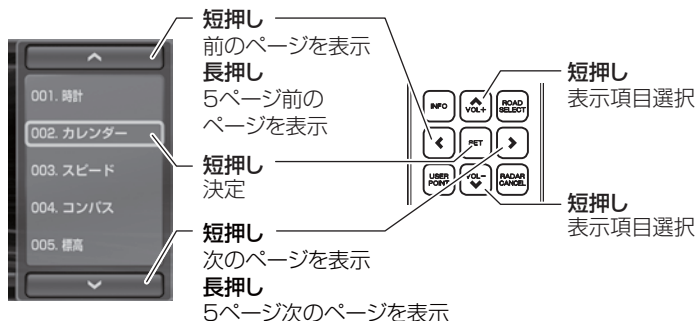 001. 時計
002. カレンダー
003. スピード
004. コンパス
005. 標高
短押し
前のページを表示
長押し
5ページ前の
ページを表示
短押し
決定
短押し
次のページを表示
長押し
5ページ次のページを表示
INFO
VOL+
ROAD
SELECT
SET
USER
POINT
VOL-
RADAR
CANCEL
短押し
表示項目選択
短押し
表示項目選択